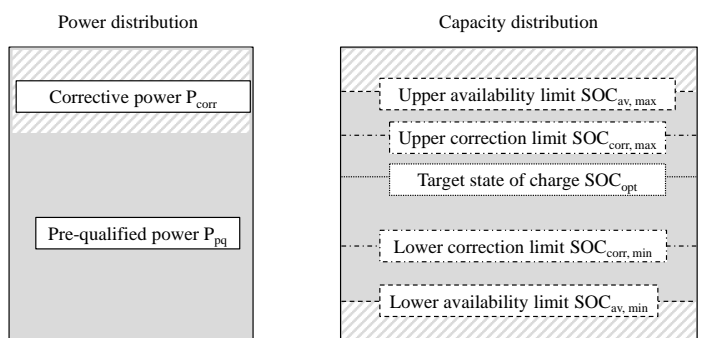 Power distribution
Corrective power P_corr
Pre-qualified power P_pq
Capacity distribution
Upper availability limit SOC_av, max
Upper correction limit SOC_corr, max
Target state of charge SOC_opt
Lower correction limit SOC_corr, min
Lower availability limit SOC_av, min